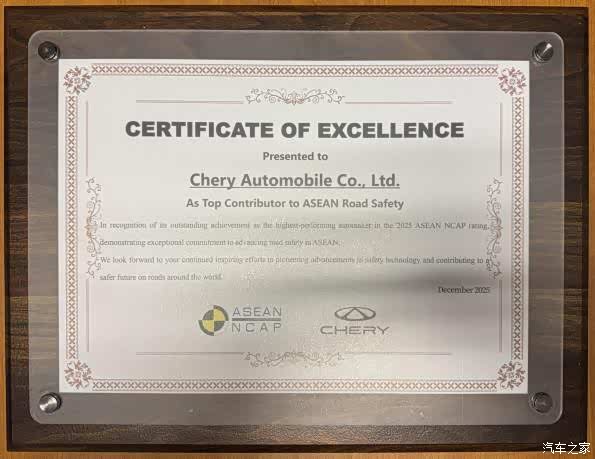 CERTIFICATE OF EXCELLENCE
Presented to
Chery Automobile Co., Ltd.
As Top Contributor to ASEAN Road Safety
In recognition of its outstanding achievement as the highest-performing automaker in the 2025 ASEAN NCAP rating,
demonstrating exceptional commitment to advancing road safety in ASEAN.
We look forward to your continued inspiring efforts in pioneering advancements in safety technology and contributing to a
safer future on roads around the world.
December 2025
ASEAN
NCAP
CHERY
汽车之家